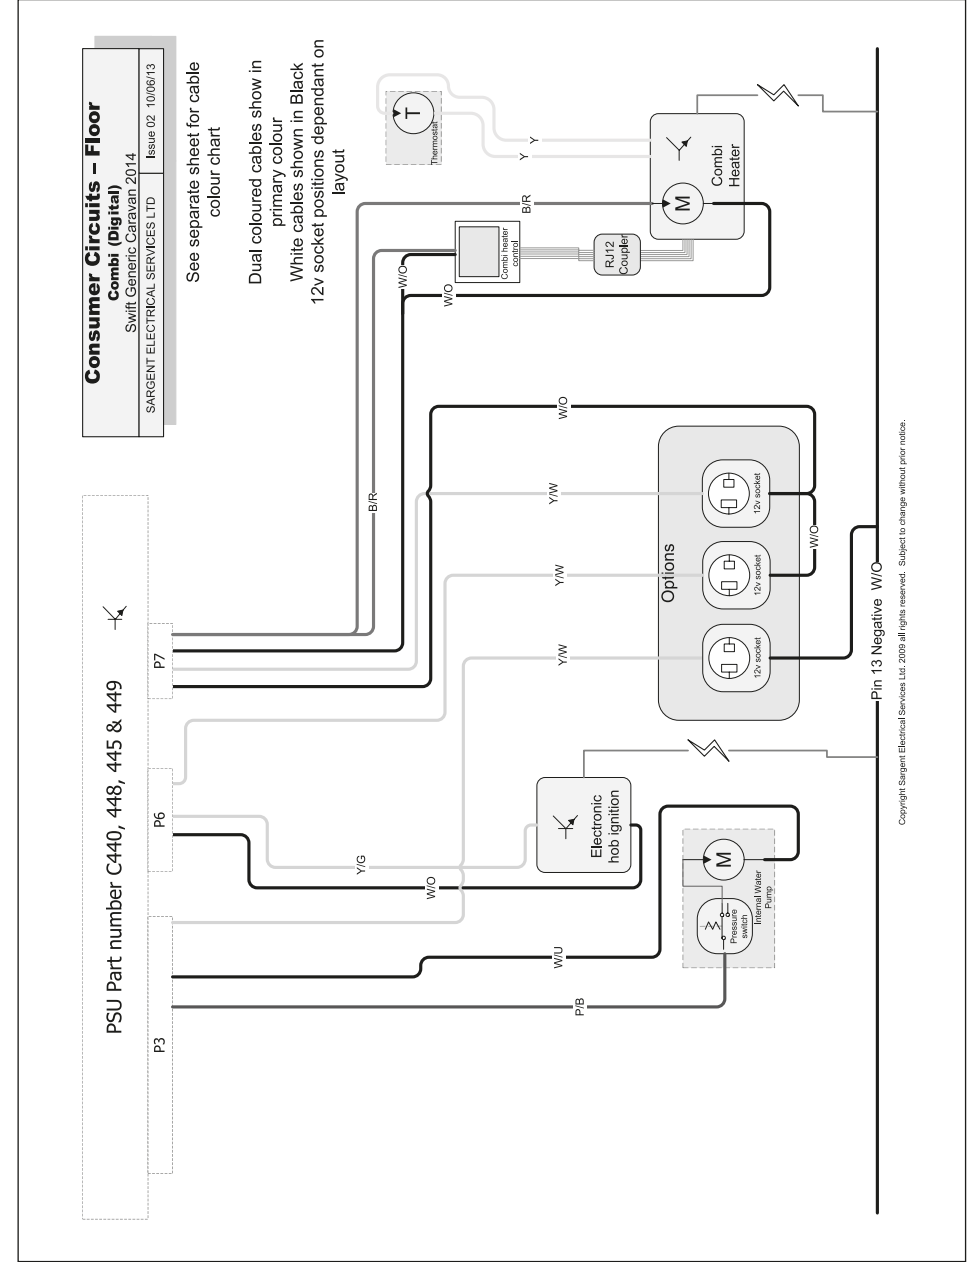 Consumer Circuits – Floor
Combi (Digital)
Swift Generic Caravan 2014
SARGENT ELECTRICAL SERVICES LTD
Issue 02 10/06/13
See separate sheet for cable
colour chart
Dual coloured cables show in
primary colour
White cables shown in Black
12v socket positions dependant on
layout
PSU Part number C440, 448, 445 & 449
P3
P6
P7
T
Thermostat
Y
Y
B/R
Combi heater
control
RJ12
Coupler
M
Combi
Heater
W/O
W/O
B/R
W/O
Y/W
Y/W
Y/W
Options
12v socket
12v socket
12v socket
W/O
Y/G
W/O
Electronic
hob ignition
W/U
P/B
Pressure
switch
M
Internal Water
Pump
Pin 13 Negative W/O
Copyright Sargent Electrical Services Ltd. 2009 all rights reserved. Subject to change without prior notice.